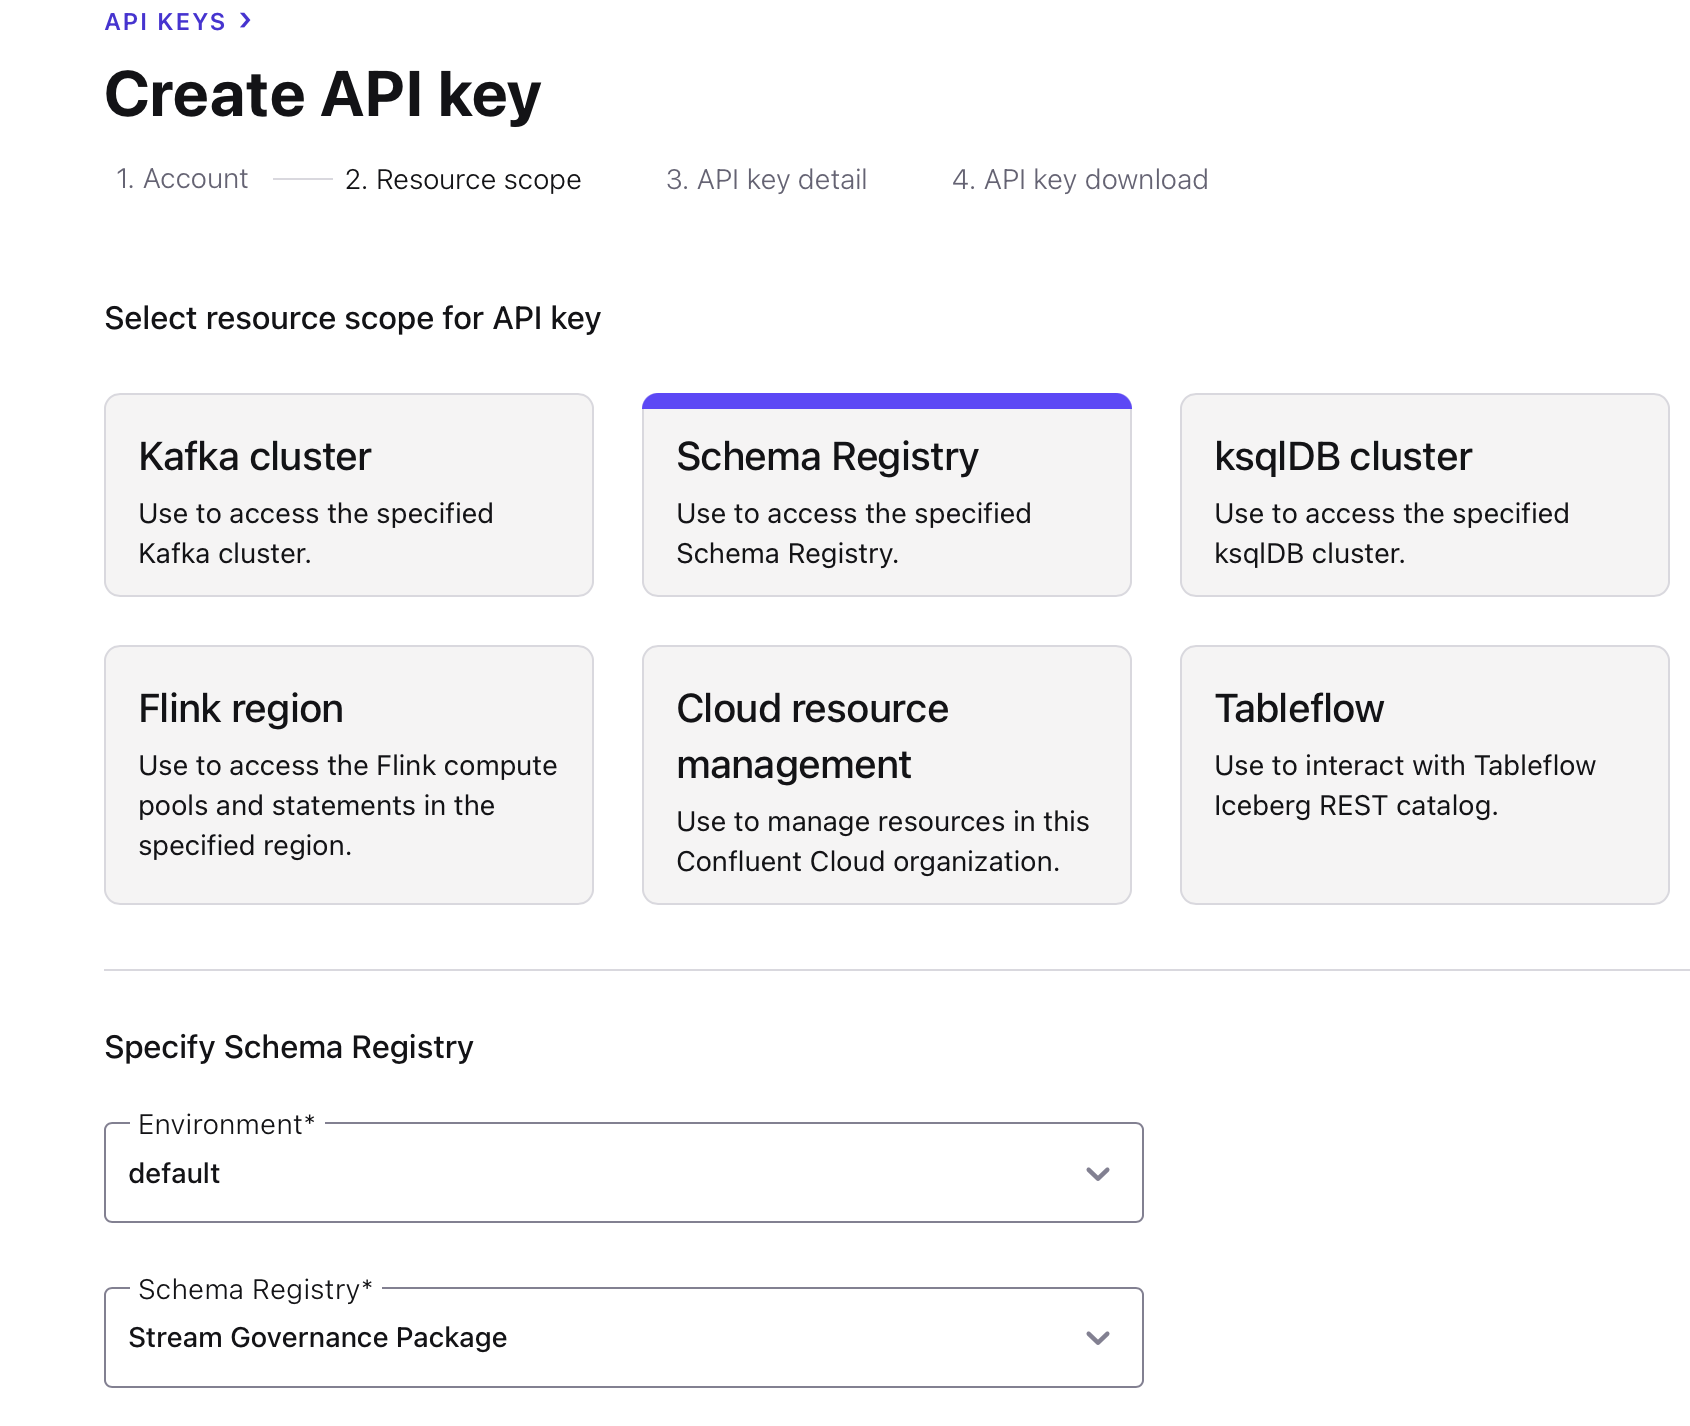 API KEYS
Create API key
1. Account
2. Resource scope
3. API key detail
4. API key download
Select resource scope for API key
Kafka cluster
Use to access the specified
Kafka cluster.
Schema Registry
Use to access the specified
Schema Registry.
ksqlDB cluster
Use to access the specified
ksqlDB cluster.
Flink region
Use to access the Flink compute
pools and statements in the
specified region.
Cloud resource
management
Use to manage resources in this
Confluent Cloud organization.
Tableflow
Use to interact with Tableflow
Iceberg REST catalog.
Specify Schema Registry
Environment*
default
Schema Registry*
Stream Governance Package